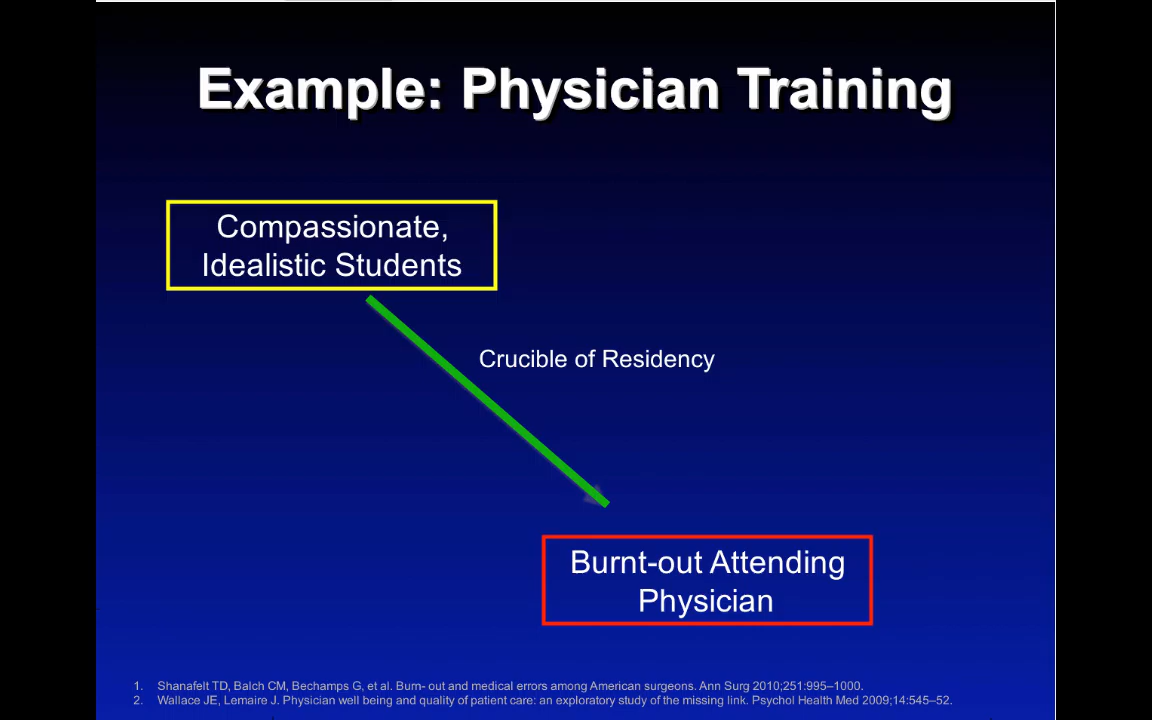 Example: Physician Training
Compassionate,
Idealistic Students
Crucible of Residency
Burnt-out Attending
Physician
1. Shanafelt TD, Balch CM, Bechamps G, et al. Burn- out and medical errors among American surgeons. Ann Surg 2010;251:995–1000.
2. Wallace JE, Lemaire J. Physician well being and quality of patient care: an exploratory study of the missing link. Psychol Health Med 2009;14:545–52.